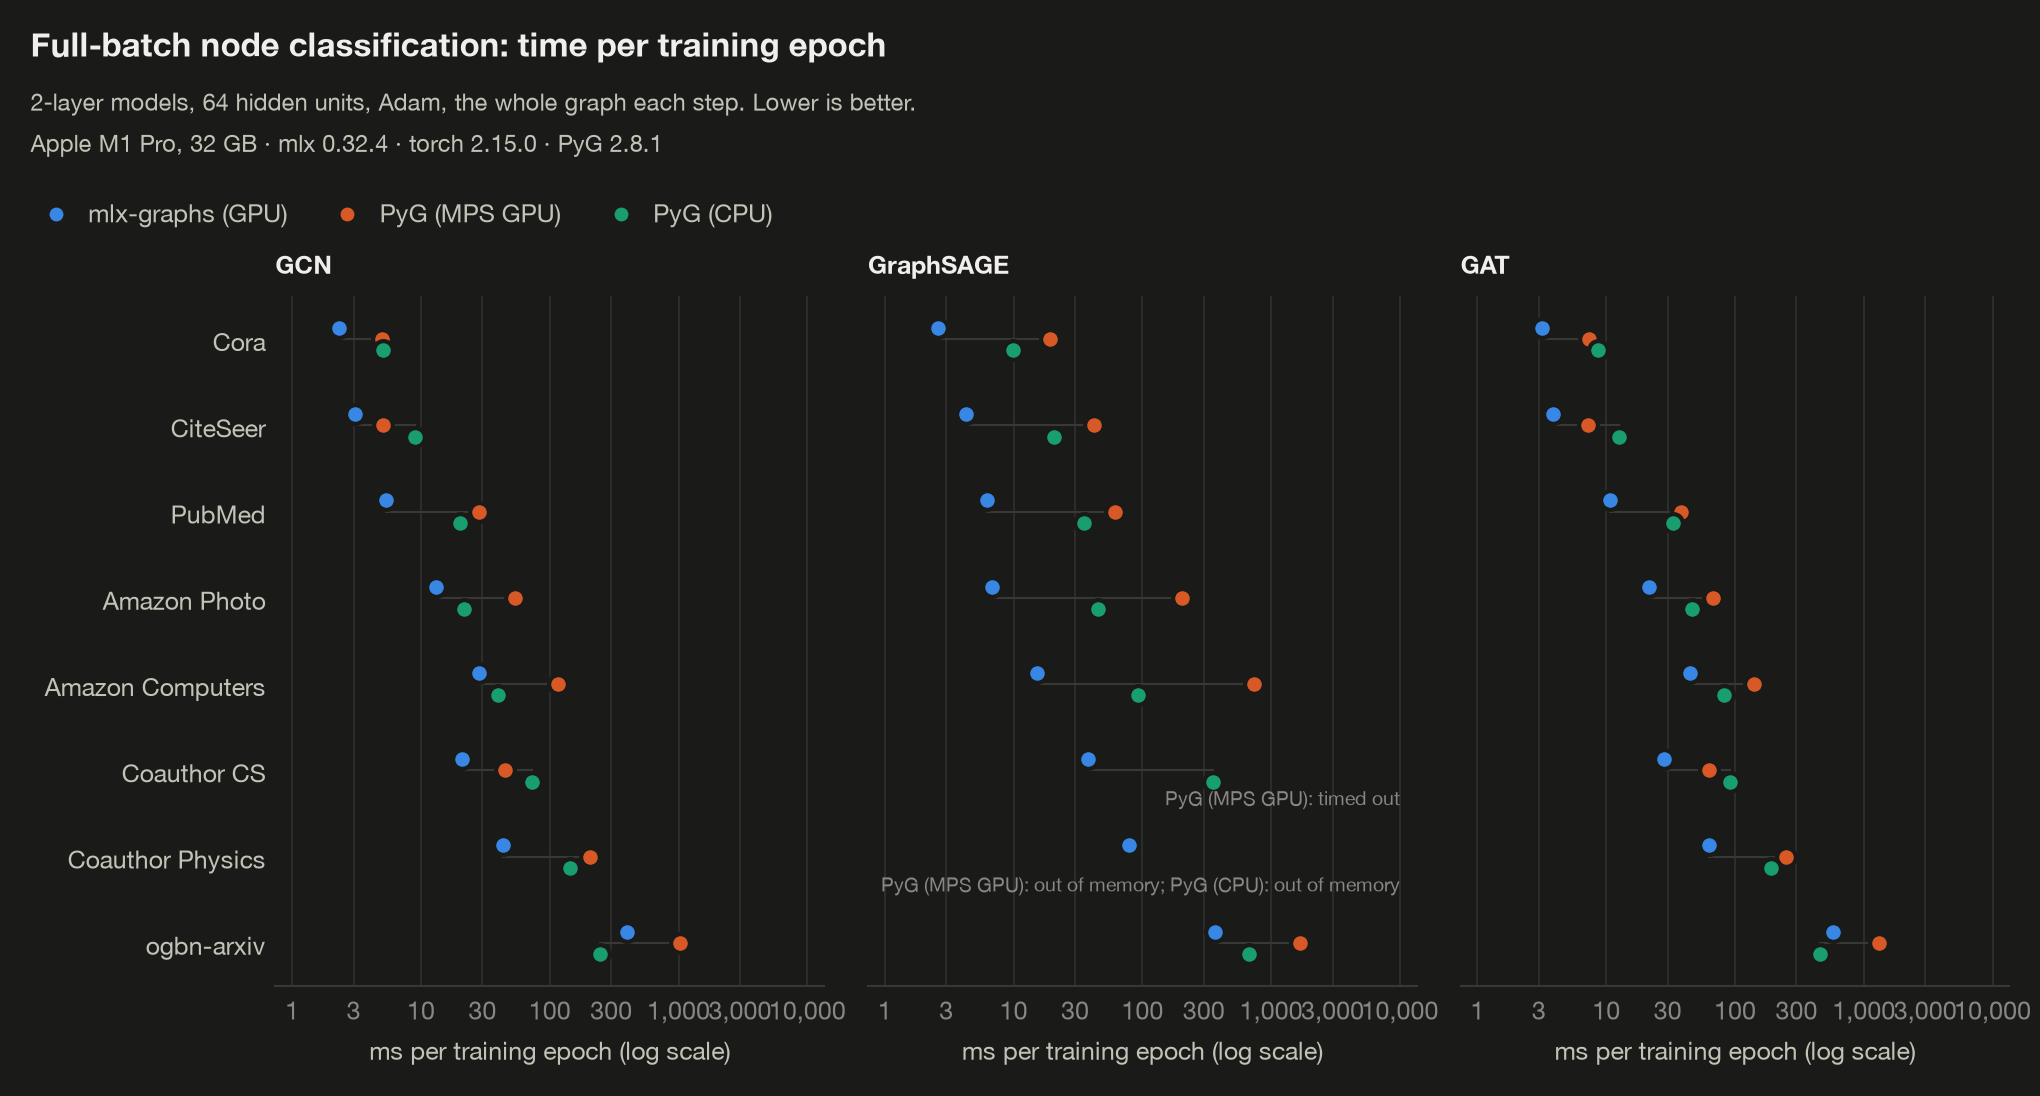 Full-batch node classification: time per training epoch
2-layer models, 64 hidden units, Adam, the whole graph each step. Lower is better.
Apple M1 Pro, 32 GB · mlx 0.32.4 · torch 2.15.0 · PyG 2.8.1
mlx-graphs (GPU) PyG (MPS GPU) PyG (CPU)
GCN GraphSAGE GAT
Cora
CiteSeer
PubMed
Amazon Photo
Amazon Computers
Coauthor CS
PyG (MPS GPU): timed out
Coauthor Physics
PyG (MPS GPU): out of memory; PyG (CPU): out of memory
ogbn-arxiv
1 3 10 30 100 300 1,000 3,000 10,000 1 3 10 30 100 300 1,000 3,000 10,000 1 3 10 30 100 300 1,000 3,000 10,000
ms per training epoch (log scale) ms per training epoch (log scale) ms per training epoch (log scale)